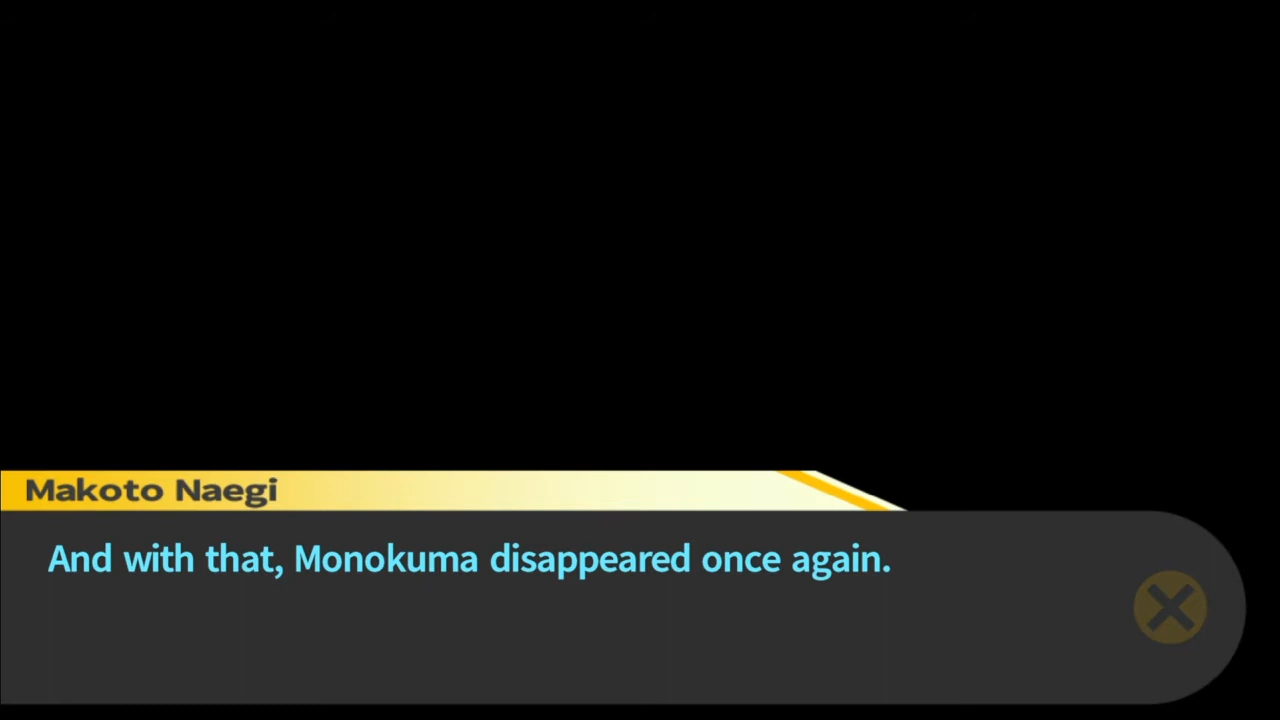 Makoto Naegi
And with that, Monokuma disappeared once again.